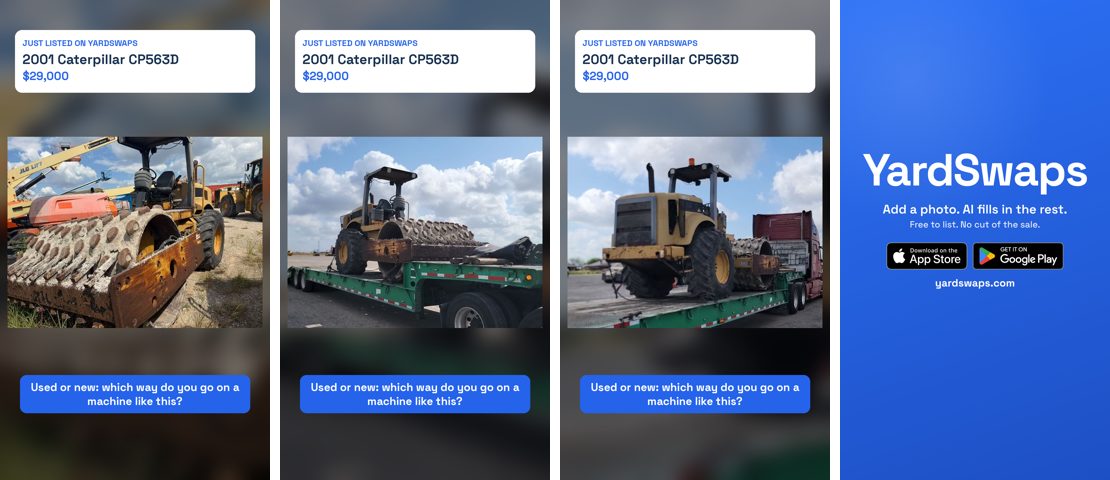 JUST LISTED ON YARDSWAPS
2001 Caterpillar CP563D
$29,000
Used or new: which way do you go on a
machine like this?
JUST LISTED ON YARDSWAPS
2001 Caterpillar CP563D
$29,000
Used or new: which way do you go on a
machine like this?
JUST LISTED ON YARDSWAPS
2001 Caterpillar CP563D
$29,000
Used or new: which way do you go on a
machine like this?
YardSwaps
Add a photo. AI fills in the rest.
Free to list. No cut of the sale.
Download on the
App Store
GET IT ON
Google Play
yardswaps.com